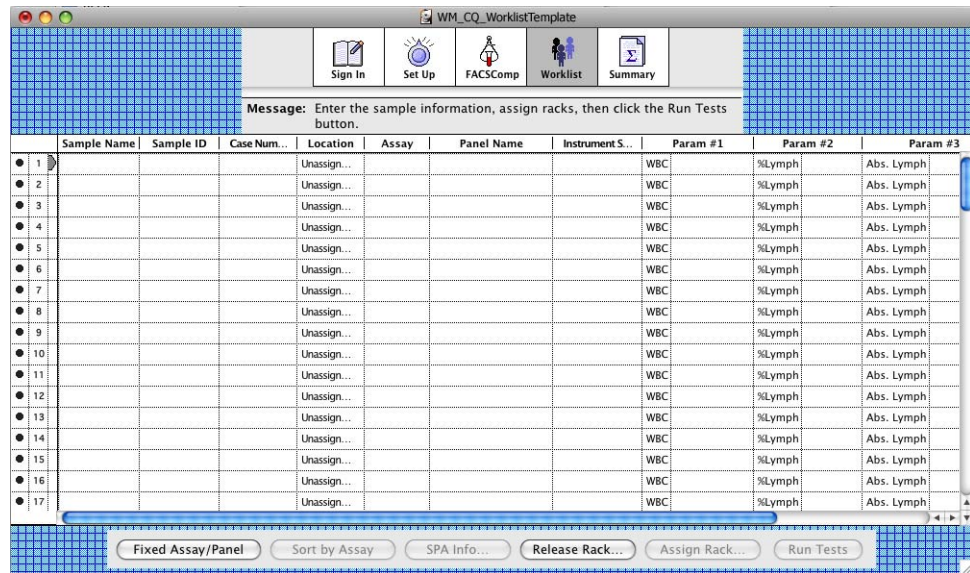 WM_CQ_WorklistTemplate
Sign In Set Up FACSComp Worklist Summary
Message: Enter the sample information, assign racks, then click the Run Tests
button.
Sample Name Sample ID Case Num... Location Assay Panel Name Instrument S... Param #1 Param #2 Param #3
1 Unassign... WBC %Lymph Abs. Lymph
2 Unassign... WBC %Lymph Abs. Lymph
3 Unassign... WBC %Lymph Abs. Lymph
4 Unassign... WBC %Lymph Abs. Lymph
5 Unassign... WBC %Lymph Abs. Lymph
6 Unassign... WBC %Lymph Abs. Lymph
7 Unassign... WBC %Lymph Abs. Lymph
8 Unassign... WBC %Lymph Abs. Lymph
9 Unassign... WBC %Lymph Abs. Lymph
10 Unassign... WBC %Lymph Abs. Lymph
11 Unassign... WBC %Lymph Abs. Lymph
12 Unassign... WBC %Lymph Abs. Lymph
13 Unassign... WBC %Lymph Abs. Lymph
14 Unassign... WBC %Lymph Abs. Lymph
15 Unassign... WBC %Lymph Abs. Lymph
16 Unassign... WBC %Lymph Abs. Lymph
17 Unassign... WBC %Lymph Abs. Lymph
Fixed Assay/Panel Sort by Assay SPA Info... Release Rack... Assign Rack... Run Tests